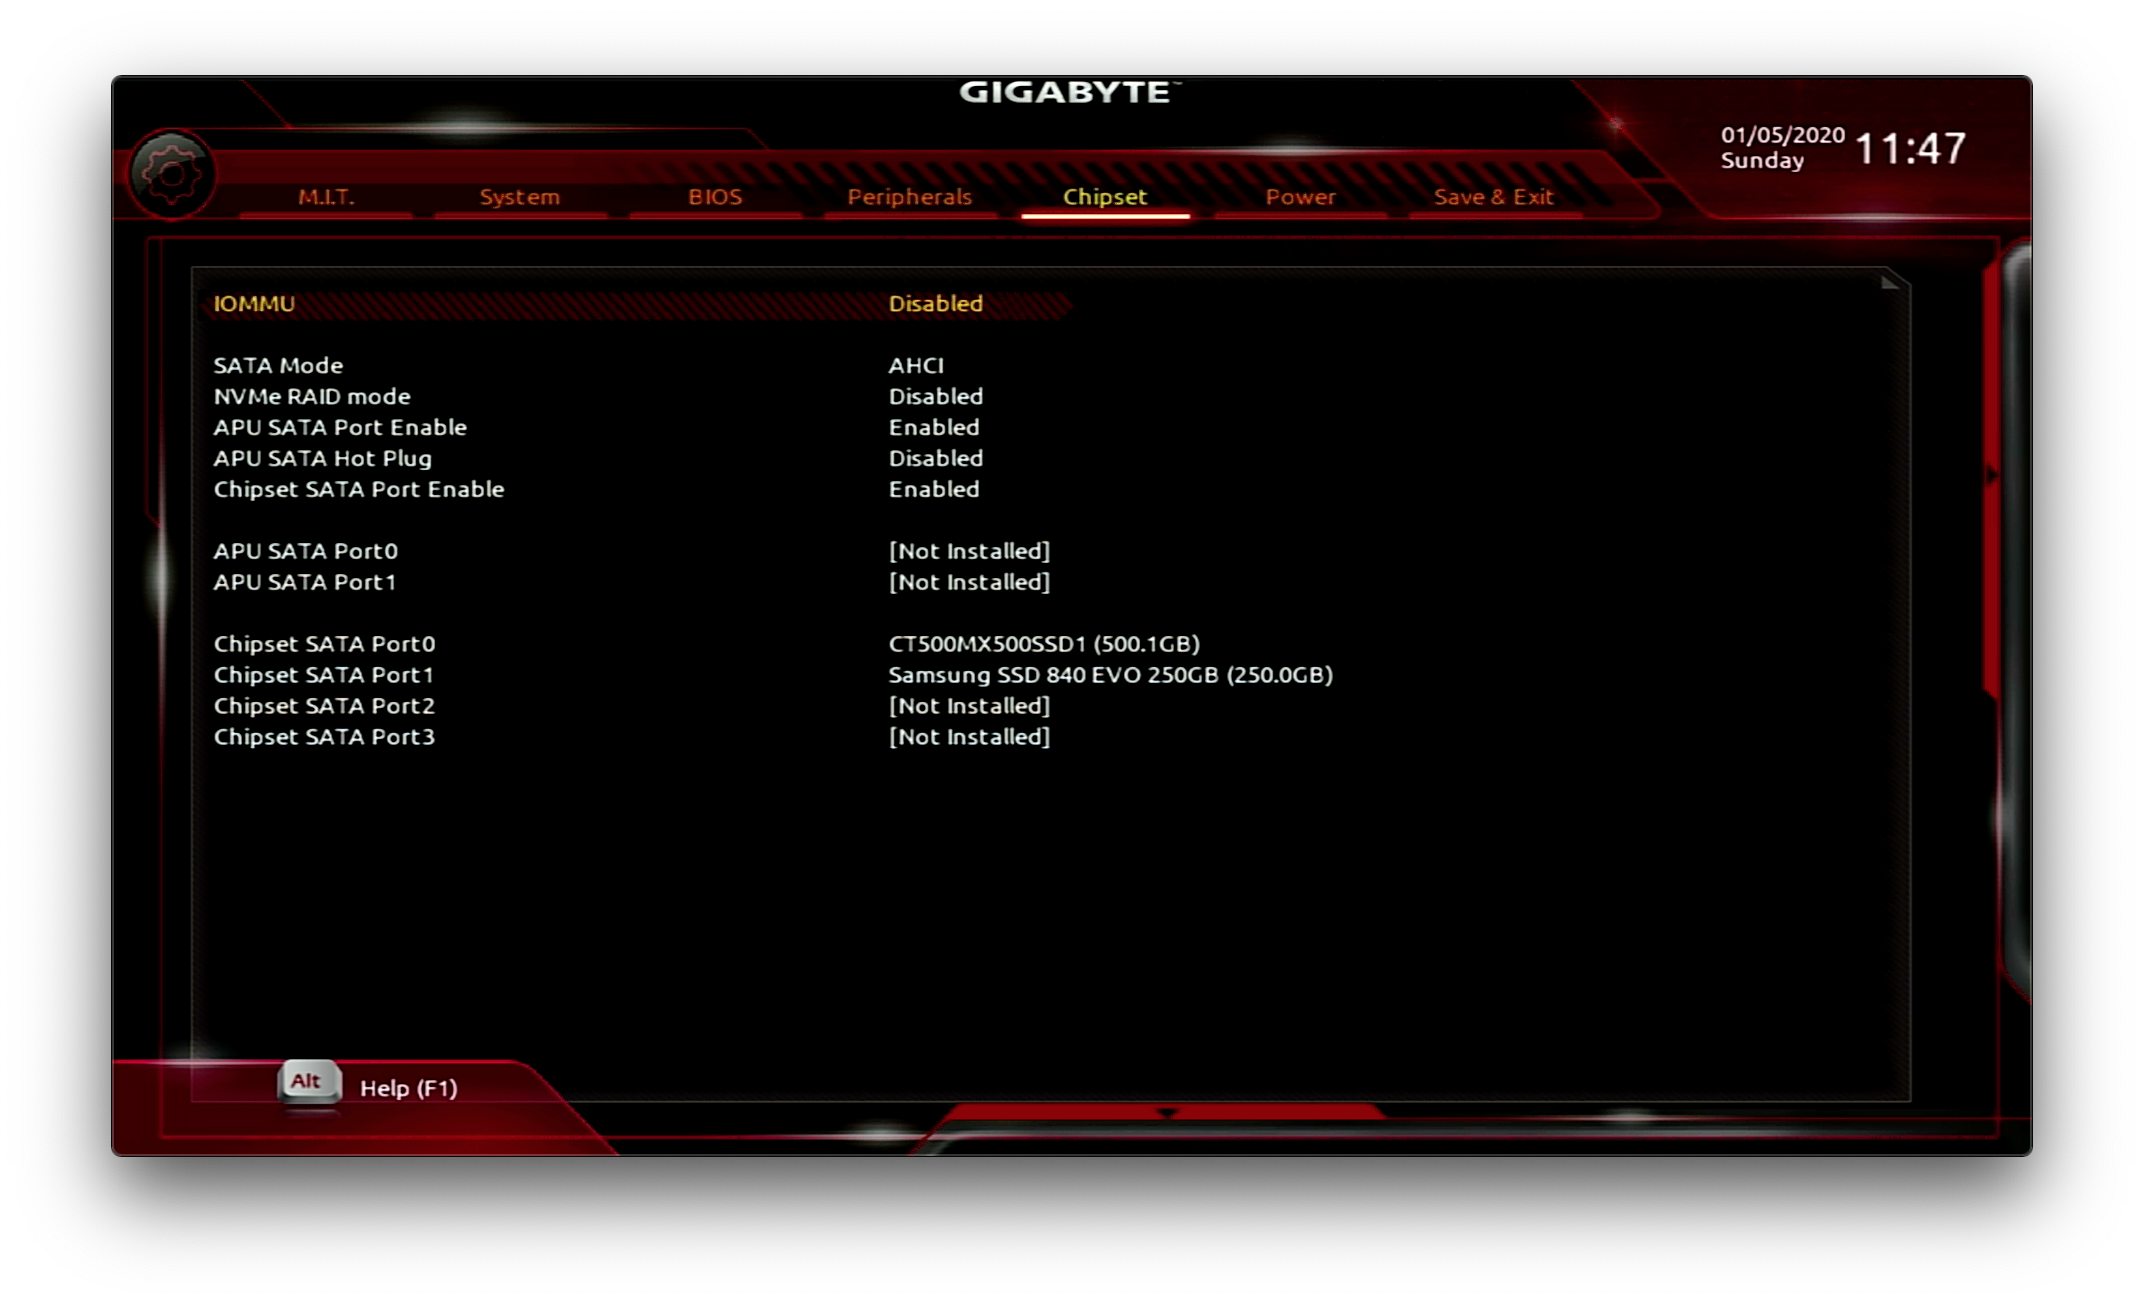 GIGABYTE™
01/05/2020 11:47
Sunday
M.I.T. System BIOS Peripherals Chipset Power Save & Exit
IOMMU Disabled
SATA Mode AHCI
NVMe RAID mode Disabled
APU SATA Port Enable Enabled
APU SATA Hot Plug Disabled
Chipset SATA Port Enable Enabled
APU SATA Port0 [Not Installed]
APU SATA Port1 [Not Installed]
Chipset SATA Port0 CT500MX500SSD1 (500.1GB)
Chipset SATA Port1 Samsung SSD 840 EVO 250GB (250.0GB)
Chipset SATA Port2 [Not Installed]
Chipset SATA Port3 [Not Installed]
Alt Help (F1)